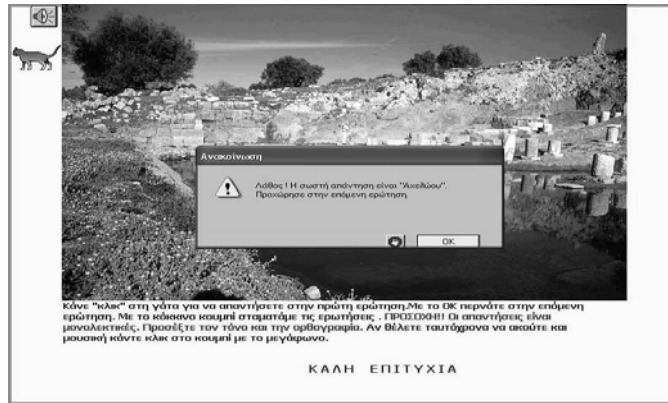 Ανακοίνωση
Λάθος ! Η σωστή απάντηση είναι "Αχελώου".
Προχώρησε στην επόμενη ερώτηση.
OK
Κάνε "κλικ" στη γάτα για να απαντήσετε στην πρώτη ερώτηση.Με το ΟΚ περνάτε στην επόμενη
ερώτηση. Με το κόκκινο κουμπί σταματάμε τις ερωτήσεις . ΠΡΟΣΟΧΗ!! Οι απαντήσεις είναι
μονολεκτικές. Προσέξτε τον τόνο και την ορθογραφία. Αν θέλετε ταυτόχρονα να ακούτε και
μουσική κάντε κλικ στο κουμπί με το μεγάφωνο.
ΚΑΛΗ ΕΠΙΤΥΧΙΑ